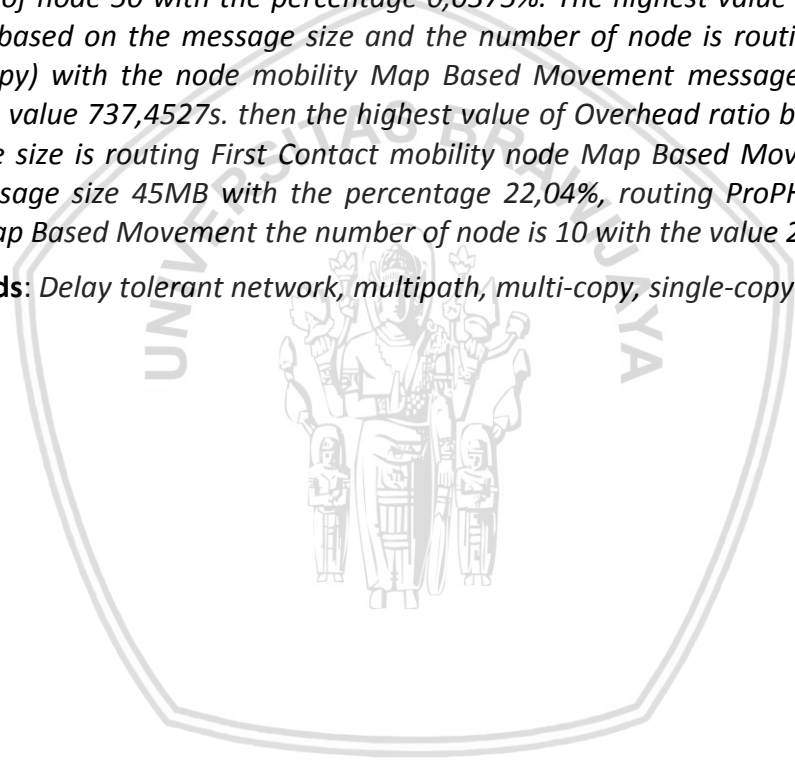 of node 50 with the percentage 0,0375%. The highest value
based on the message size and the number of node is routi
py) with the node mobility Map Based Movement message
value 737,4527s. then the highest value of Overhead ratio b
e size is routing First Contact mobility node Map Based Mov
sage size 45MB with the percentage 22,04%, routing ProPH
ap Based Movement the number of node is 10 with the value 2
ds: Delay tolerant network, multipath, multi-copy, single-copy
UNIVERSITAS BRAWIJAYA